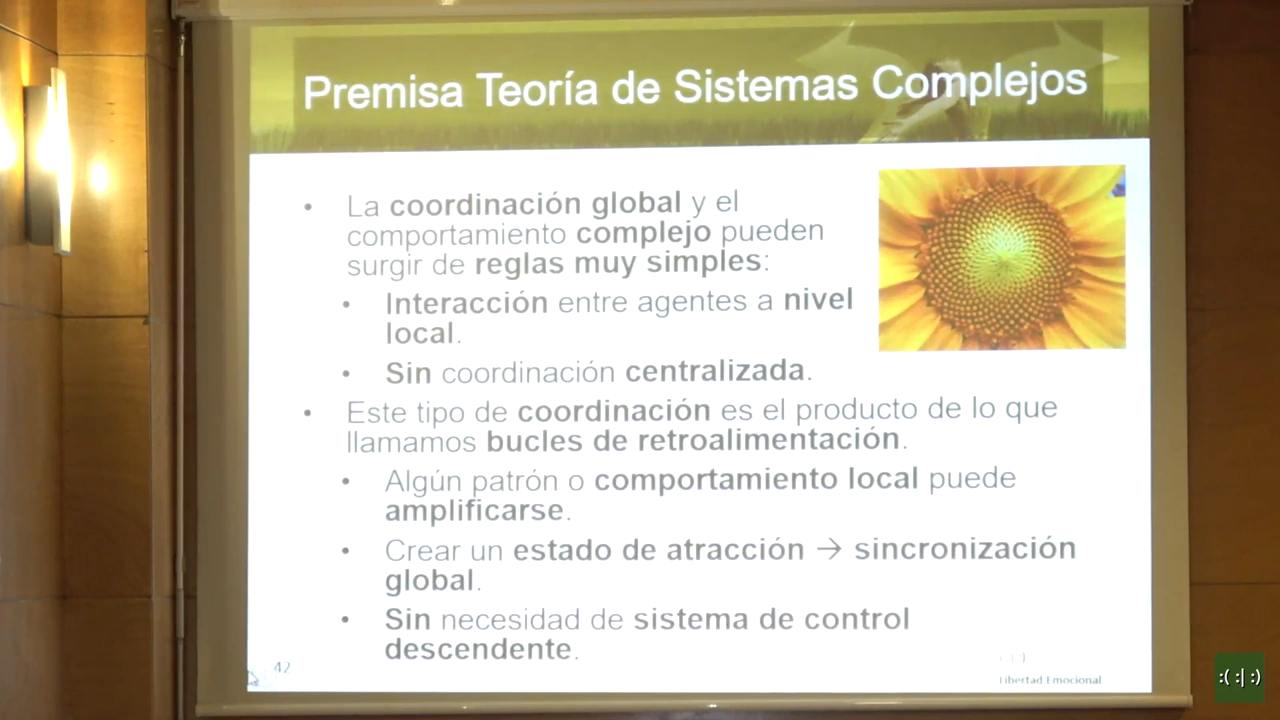 Premisa Teoría de Sistemas Complejos
• La coordinación global y el
comportamiento complejo pueden
surgir de reglas muy simples:
• Interacción entre agentes a nivel
local.
• Sin coordinación centralizada.
• Este tipo de coordinación es el producto de lo que
llamamos bucles de retroalimentación.
• Algún patrón o comportamiento local puede
amplificarse.
• Crear un estado de atracción → sincronización
global.
• Sin necesidad de sistema de control
descendente.
42
Libertad Emocional
:( :| :)